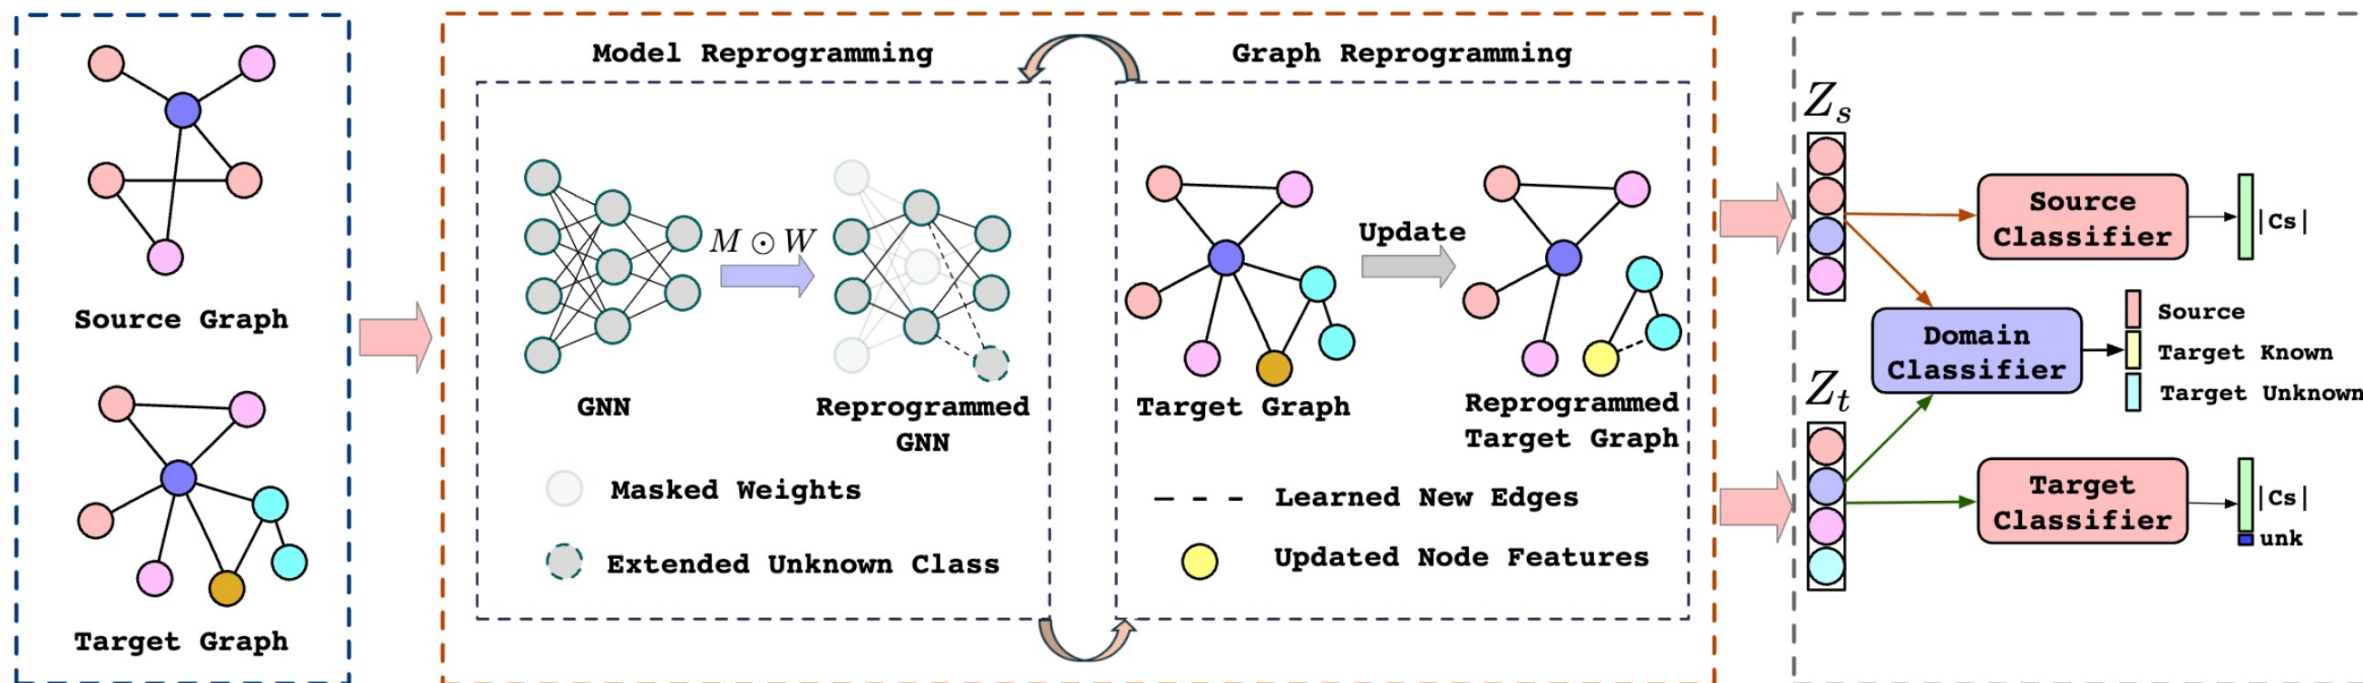 Source Graph
Target Graph
Model Reprogramming
M ⊙ W
GNN
Reprogrammed
GNN
Masked Weights
Extended Unknown Class
Graph Reprogramming
Update
Target Graph
Reprogrammed
Target Graph
Learned New Edges
Updated Node Features
Z_s
Source
Classifier
|Cs|
Domain
Classifier
Source
Target Known
Target Unknown
Z_t
Target
Classifier
|Cs|
unk